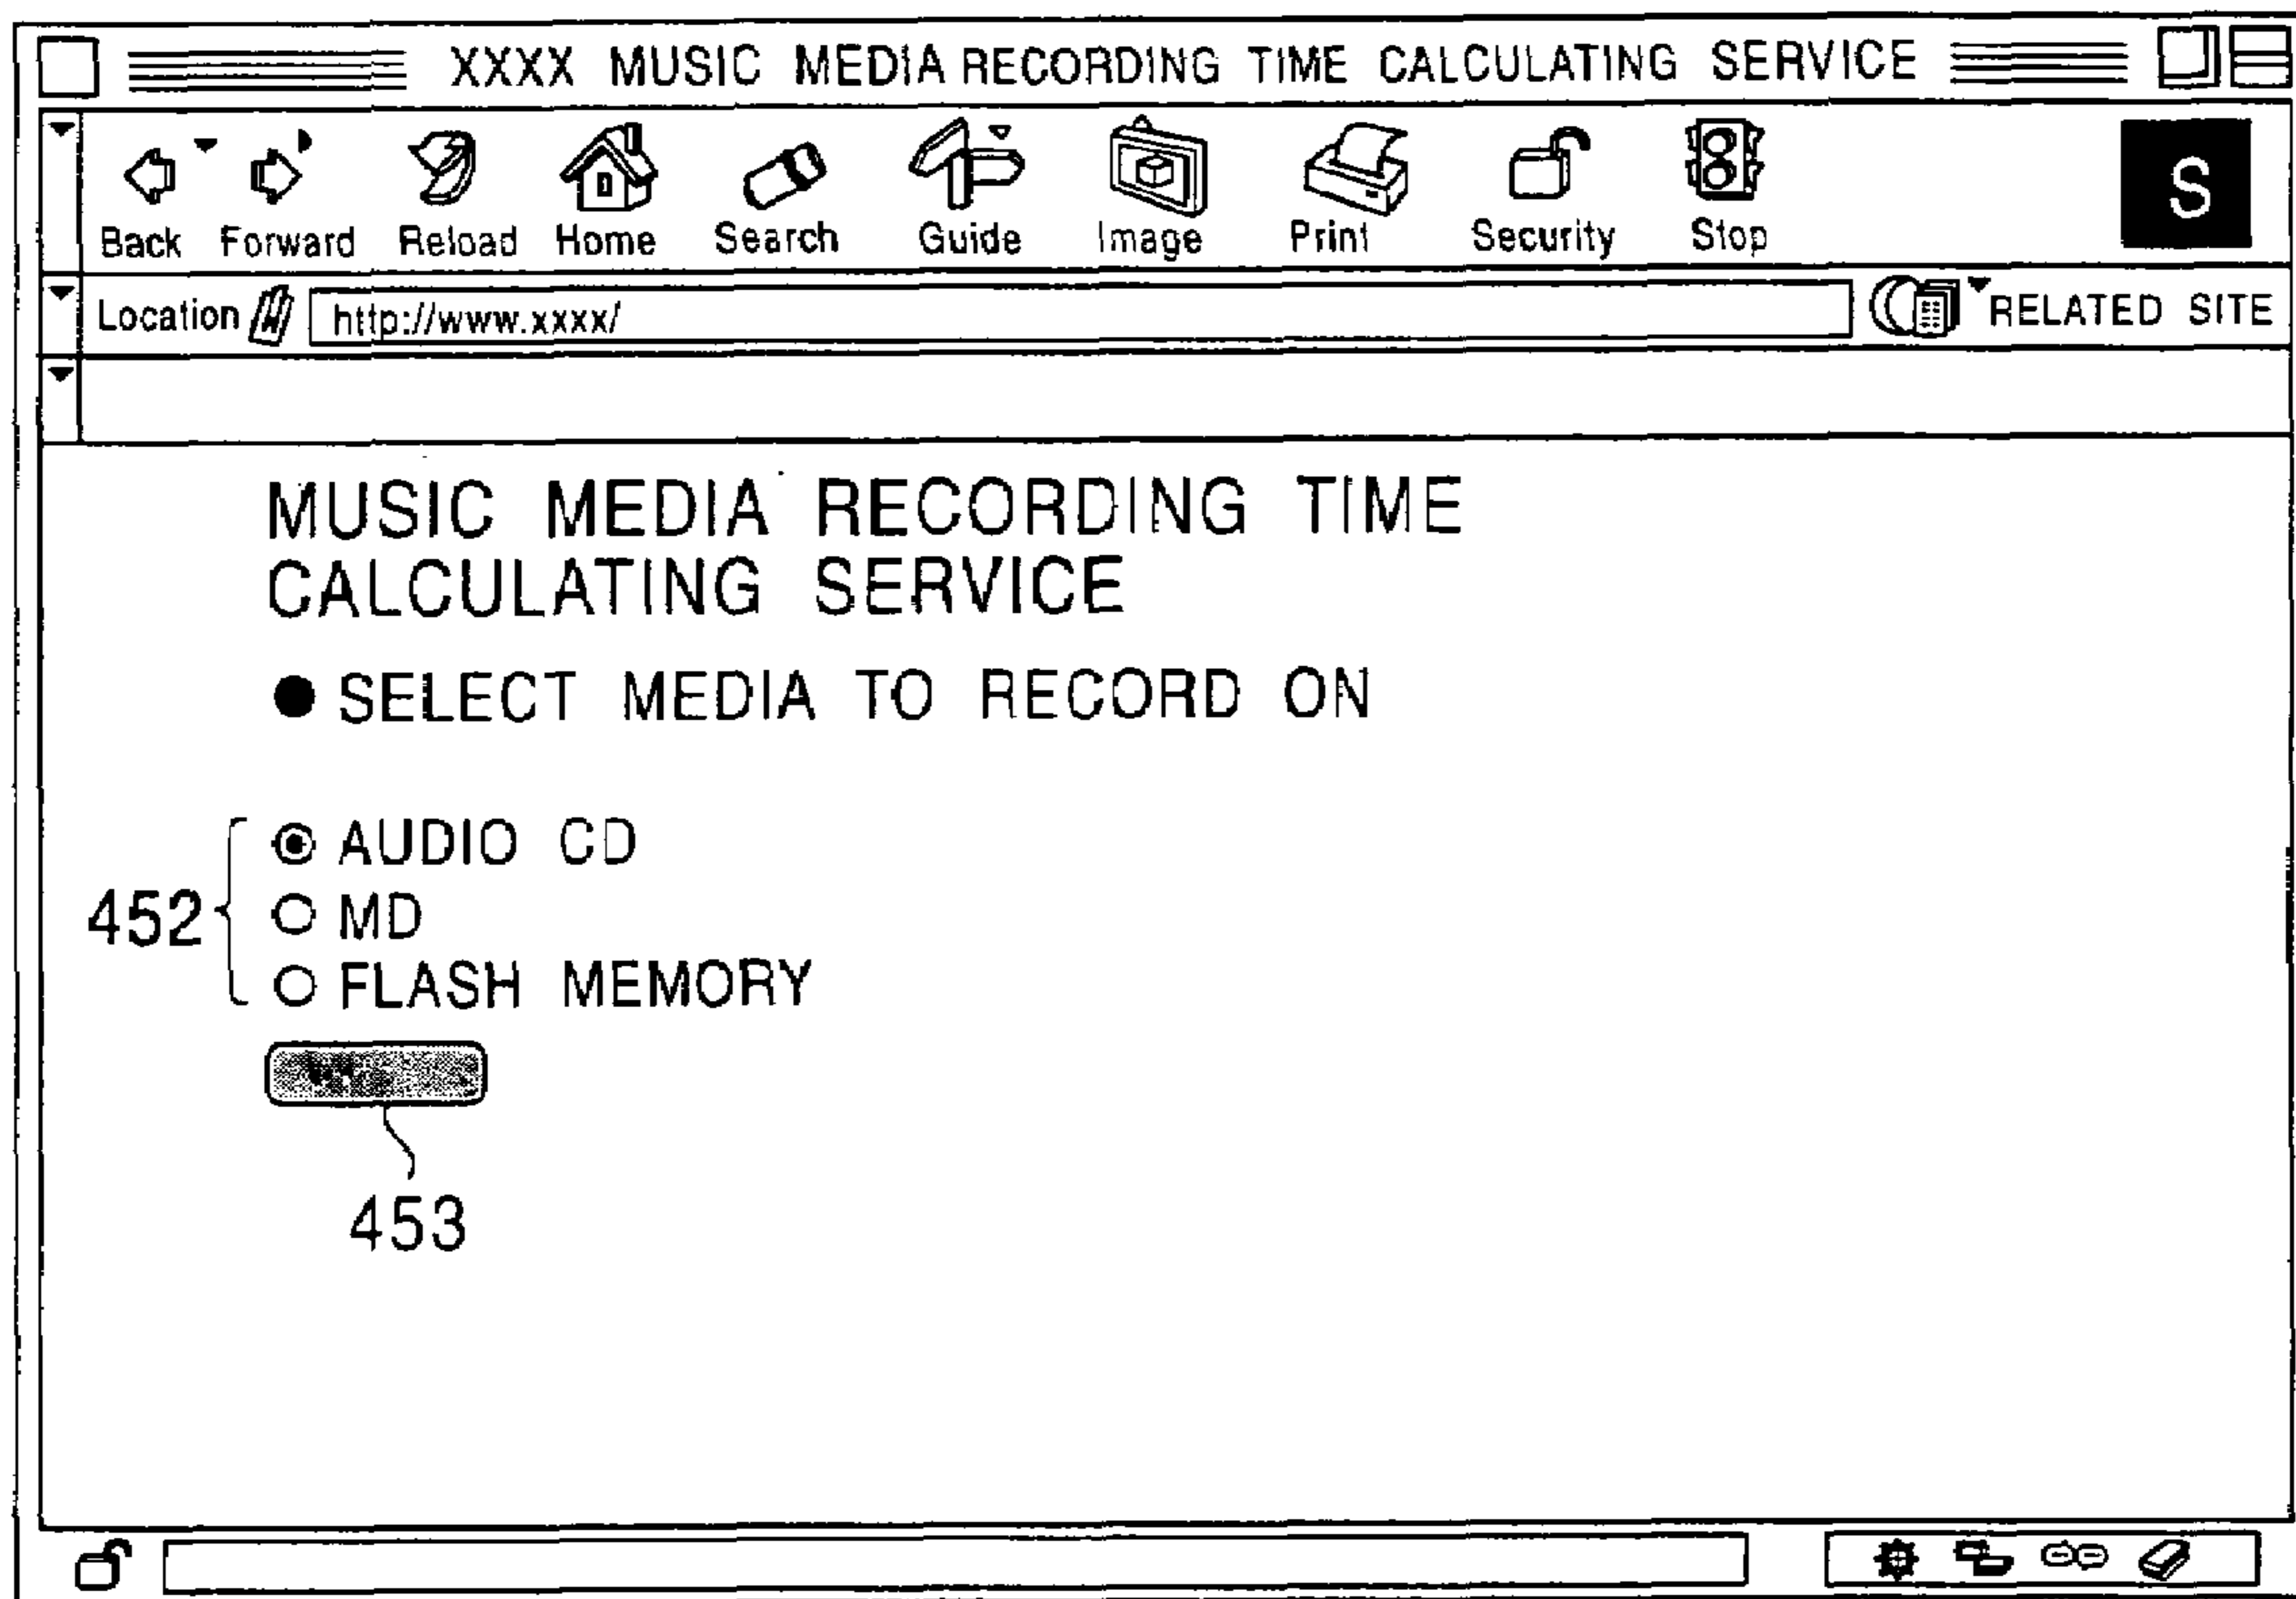 XXXX MUSIC MEDIA RECORDING TIME CALCULATING SERVICE
Back Forward Reload Home Search Guide Image Print Security Stop S
Location http://www.xxxx/ RELATED SITE
MUSIC MEDIA RECORDING TIME
CALCULATING SERVICE
● SELECT MEDIA TO RECORD ON
AUDIO CD
452 MD
FLASH MEMORY
453